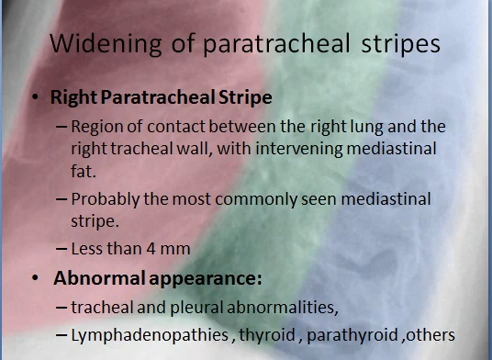 Widening of paratracheal stripes
• Right Paratracheal Stripe
– Region of contact between the right lung and the
right tracheal wall, with intervening mediastinal
fat.
– Probably the most commonly seen mediastinal
stripe.
– Less than 4 mm
• Abnormal appearance:
– tracheal and pleural abnormalities,
– Lymphadenopathies , thyroid , parathyroid ,others